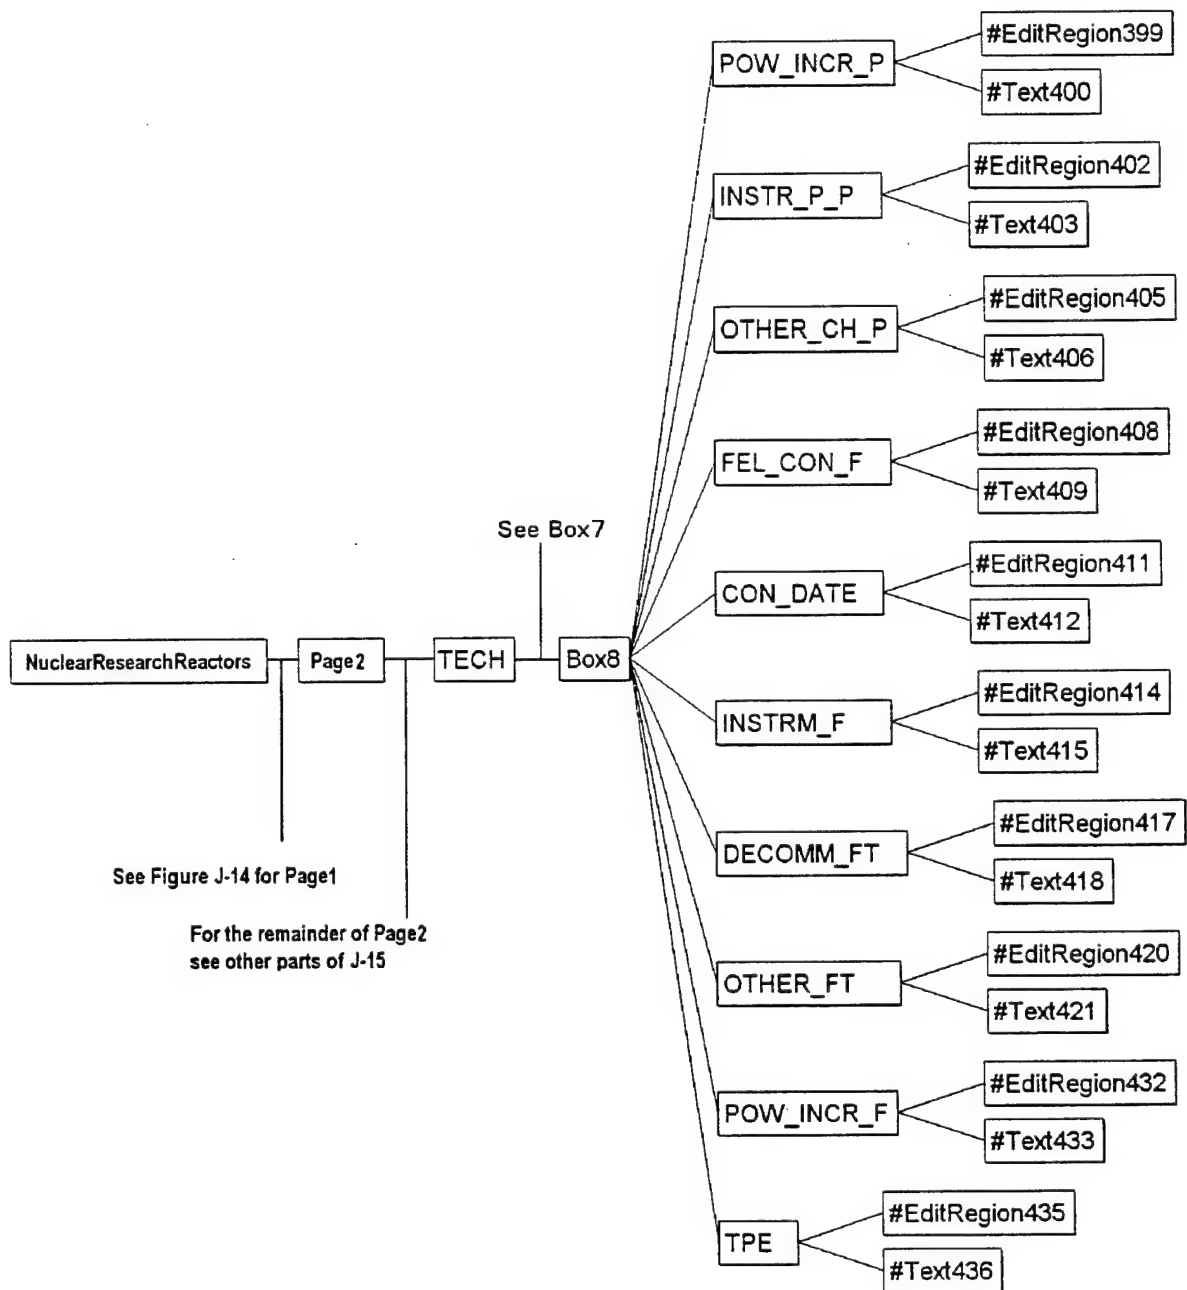 #EditRegion399
POW_INCR_P
#Text400
#EditRegion402
INSTR_P_P
#Text403
#EditRegion405
OTHER_CH_P
#Text406
#EditRegion408
FEL_CON_F
#Text409
See Box7
#EditRegion411
CON_DATE
#Text412
NuclearResearchReactors
Page2
TECH
Box8
#EditRegion414
INSTRM_F
#Text415
#EditRegion417
DECOMM_FT
#Text418
See Figure J-14 for Page1
For the remainder of Page2
see other parts of J-15
#EditRegion420
OTHER_FT
#Text421
#EditRegion432
POW_INCR_F
#Text433
#EditRegion435
TPE
#Text436